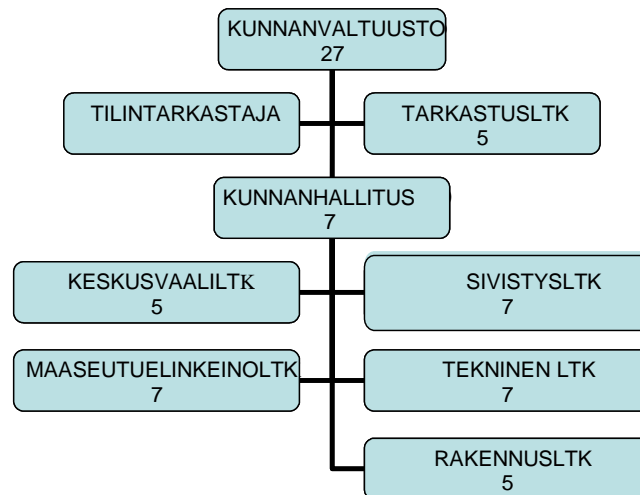 KUNNANVALTUUSTO
27
TILINTARKASTAJA
TARKASTUSLTK
5
KUNNANHALLITUS
7
KESKUSVAALILTK
5
SIVISTYSLTK
7
MAASEUTUELINKEINOLTK
7
TEKNINEN LTK
7
RAKENNUSLTK
5